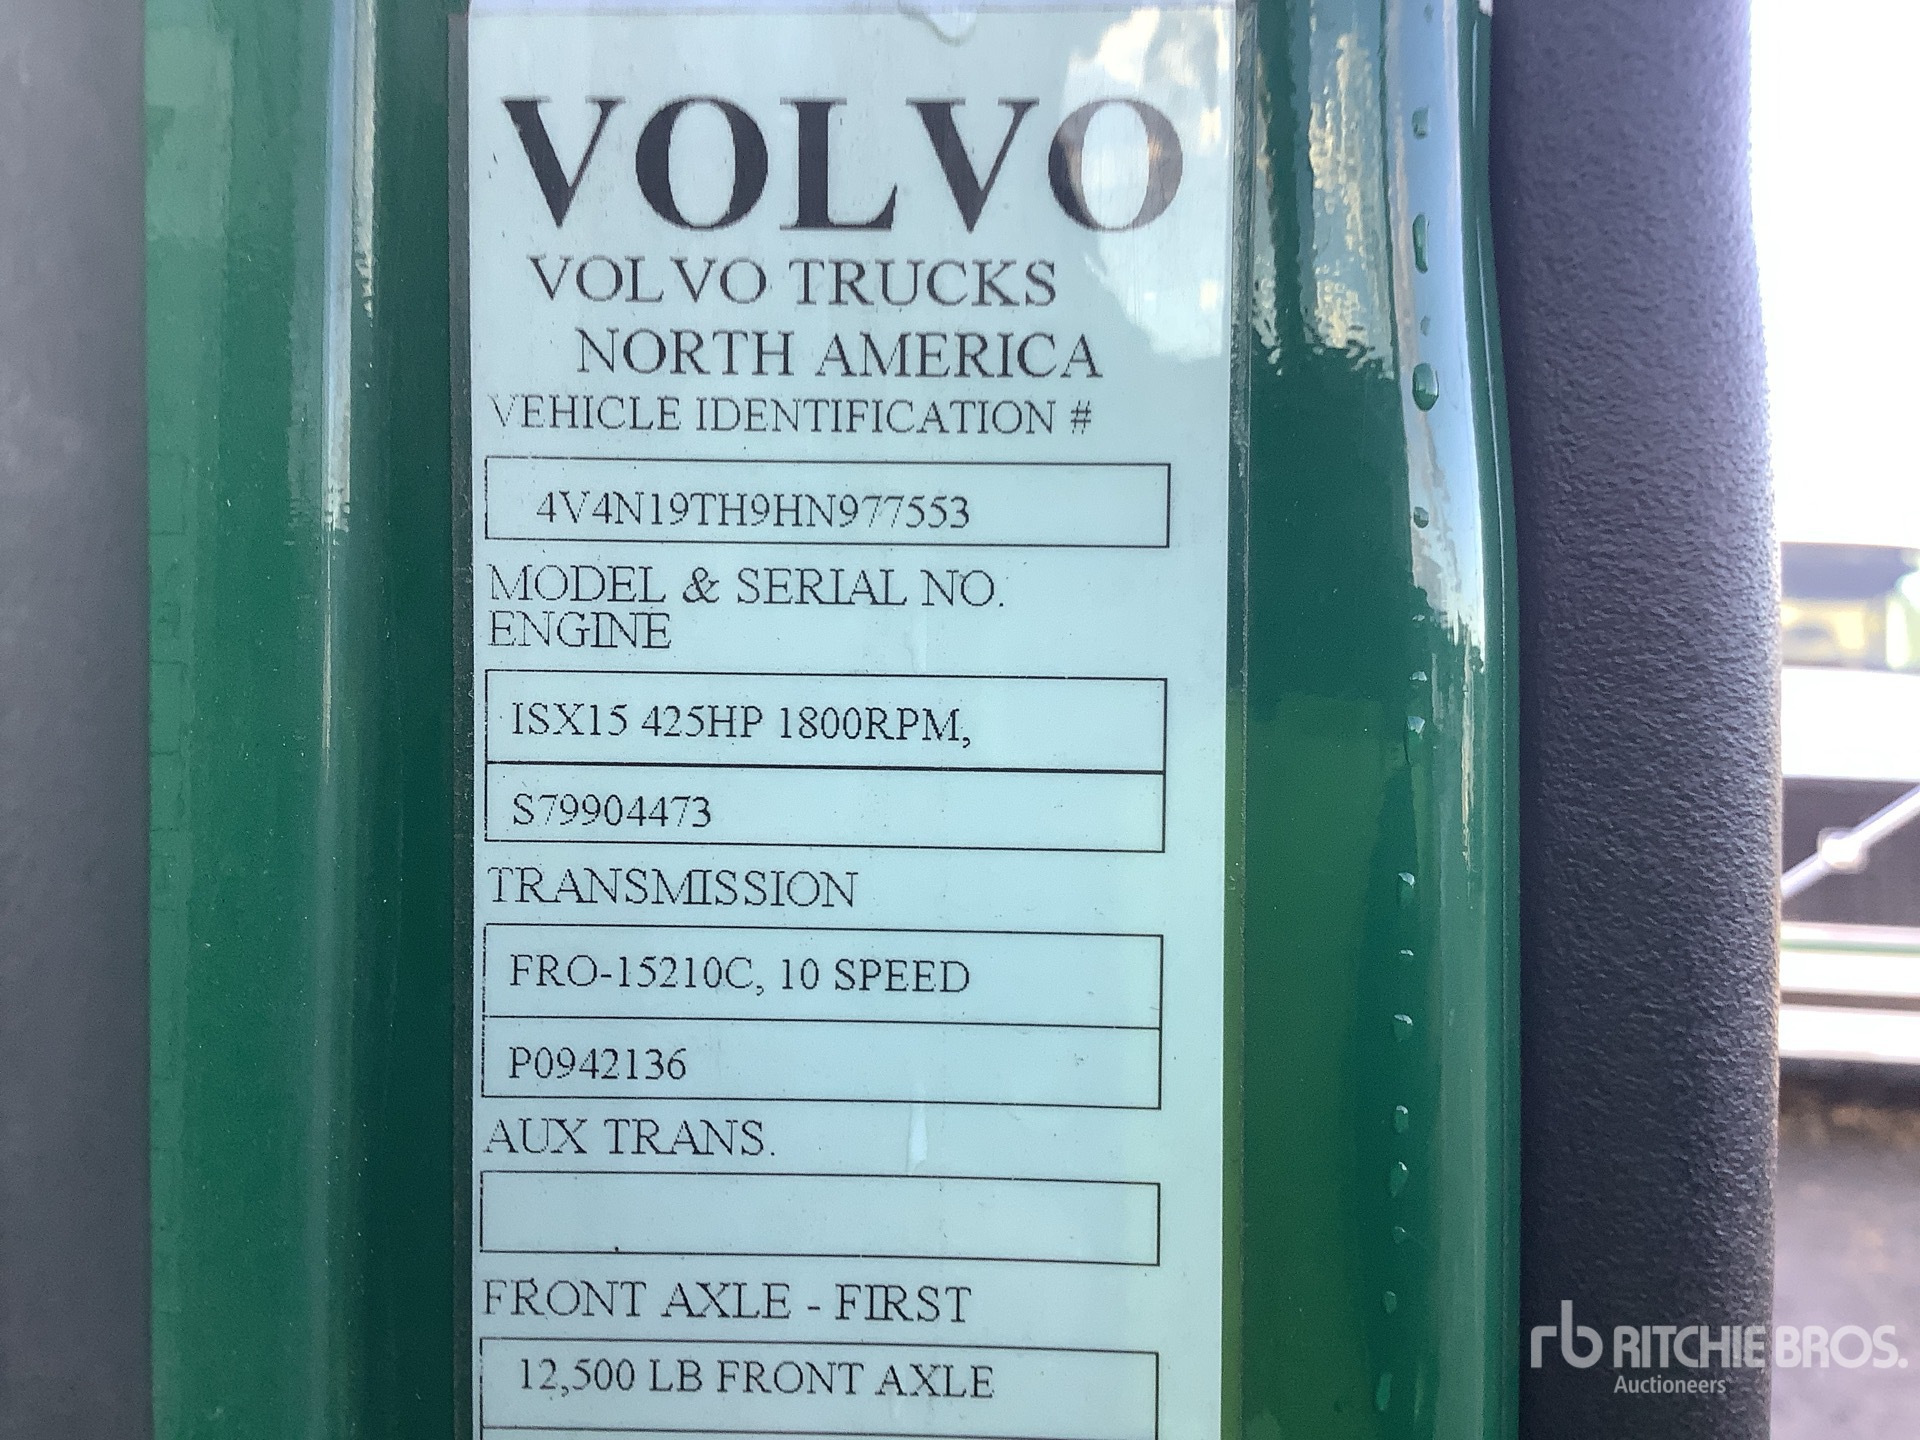 VOLVO
VOLVO TRUCKS
NORTH AMERICA
VEHICLE IDENTIFICATION #
4V4N19TH9HN977553
MODEL & SERIAL NO.
ENGINE
ISX15 425HP 1800RPM,
S79904473
TRANSMISSION
FRO-15210C, 10 SPEED
P0942136
AUX TRANS.
FRONT AXLE - FIRST
12,500 LB FRONT AXLE
rb RITCHIE BROS.
Auctioneers